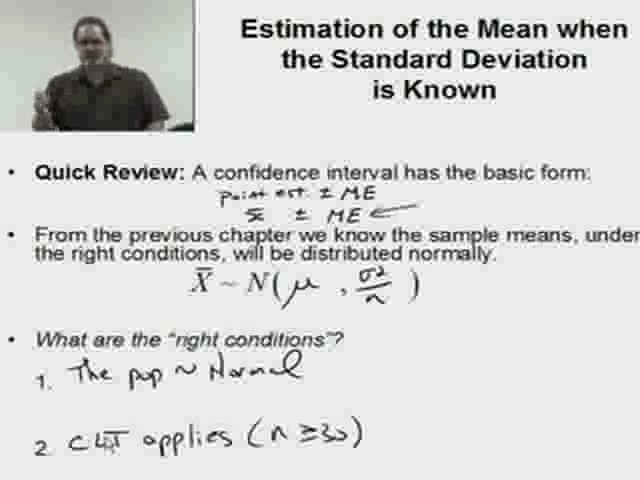 Estimation of the Mean when
the Standard Deviation
is Known
• Quick Review: A confidence interval has the basic form:
point est. ± ME
x̄ ± ME ←
• From the previous chapter we know the sample means, under
the right conditions, will be distributed normally.
X̄ ~ N(μ, σ²/n)
• What are the "right conditions"?
1. The pop ~ Normal
2. CLT applies (n ≥ 30)